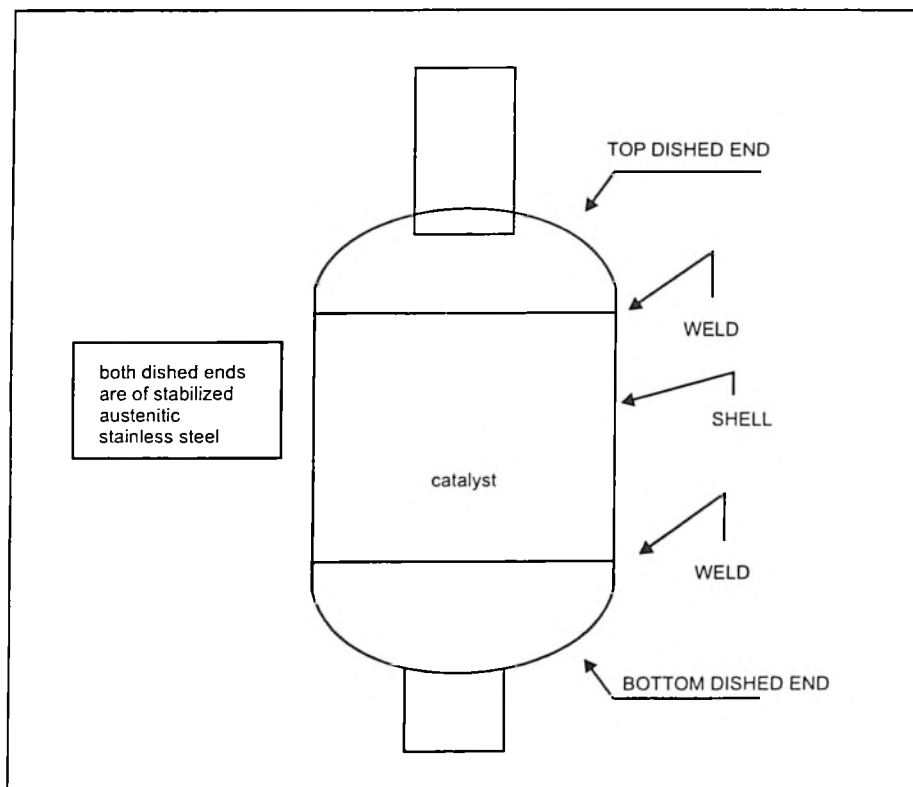 TOP DISHED END
WELD
both dished ends
are of stabilized
austenitic
stainless steel
SHELL
catalyst
WELD
BOTTOM DISHED END